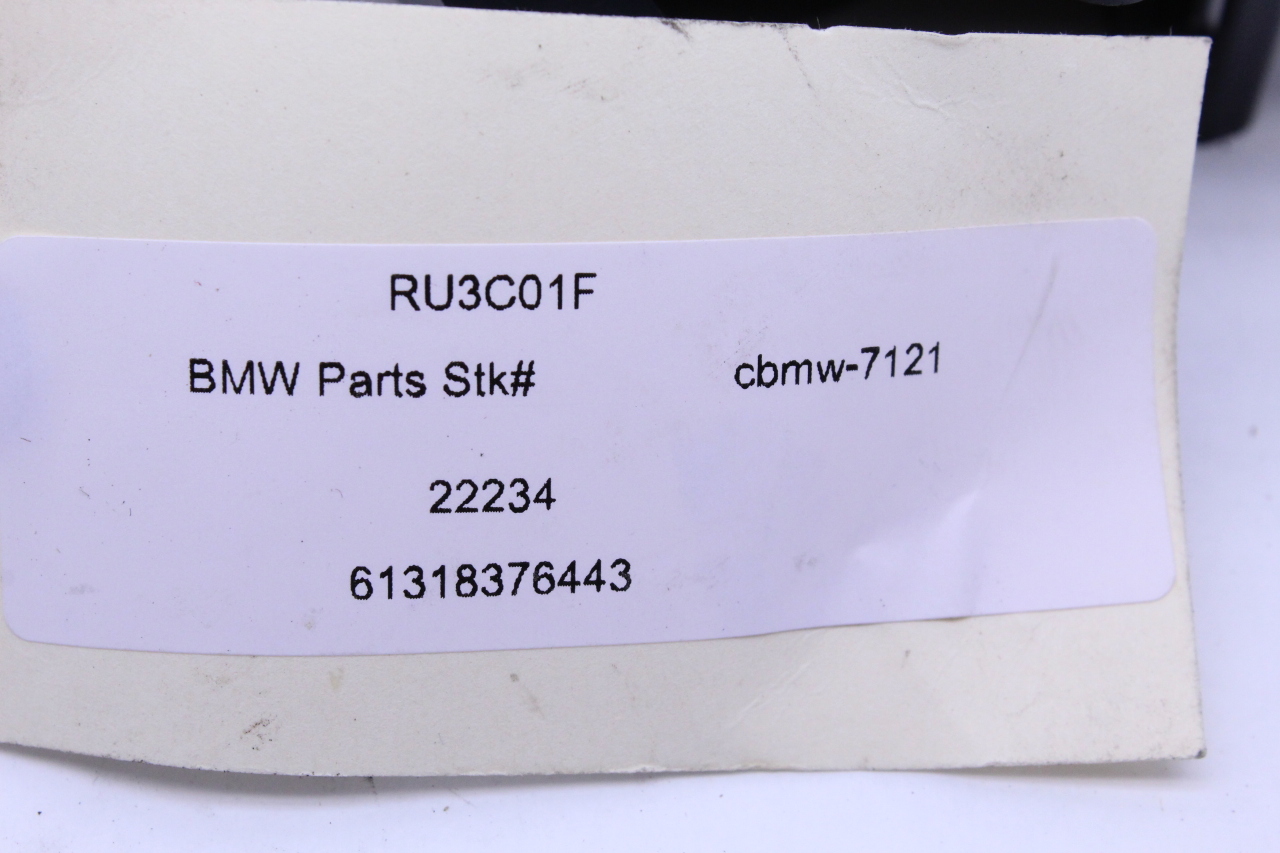 RU3C01F
BMW Parts Stk# cbmw-7121
22234
61318376443